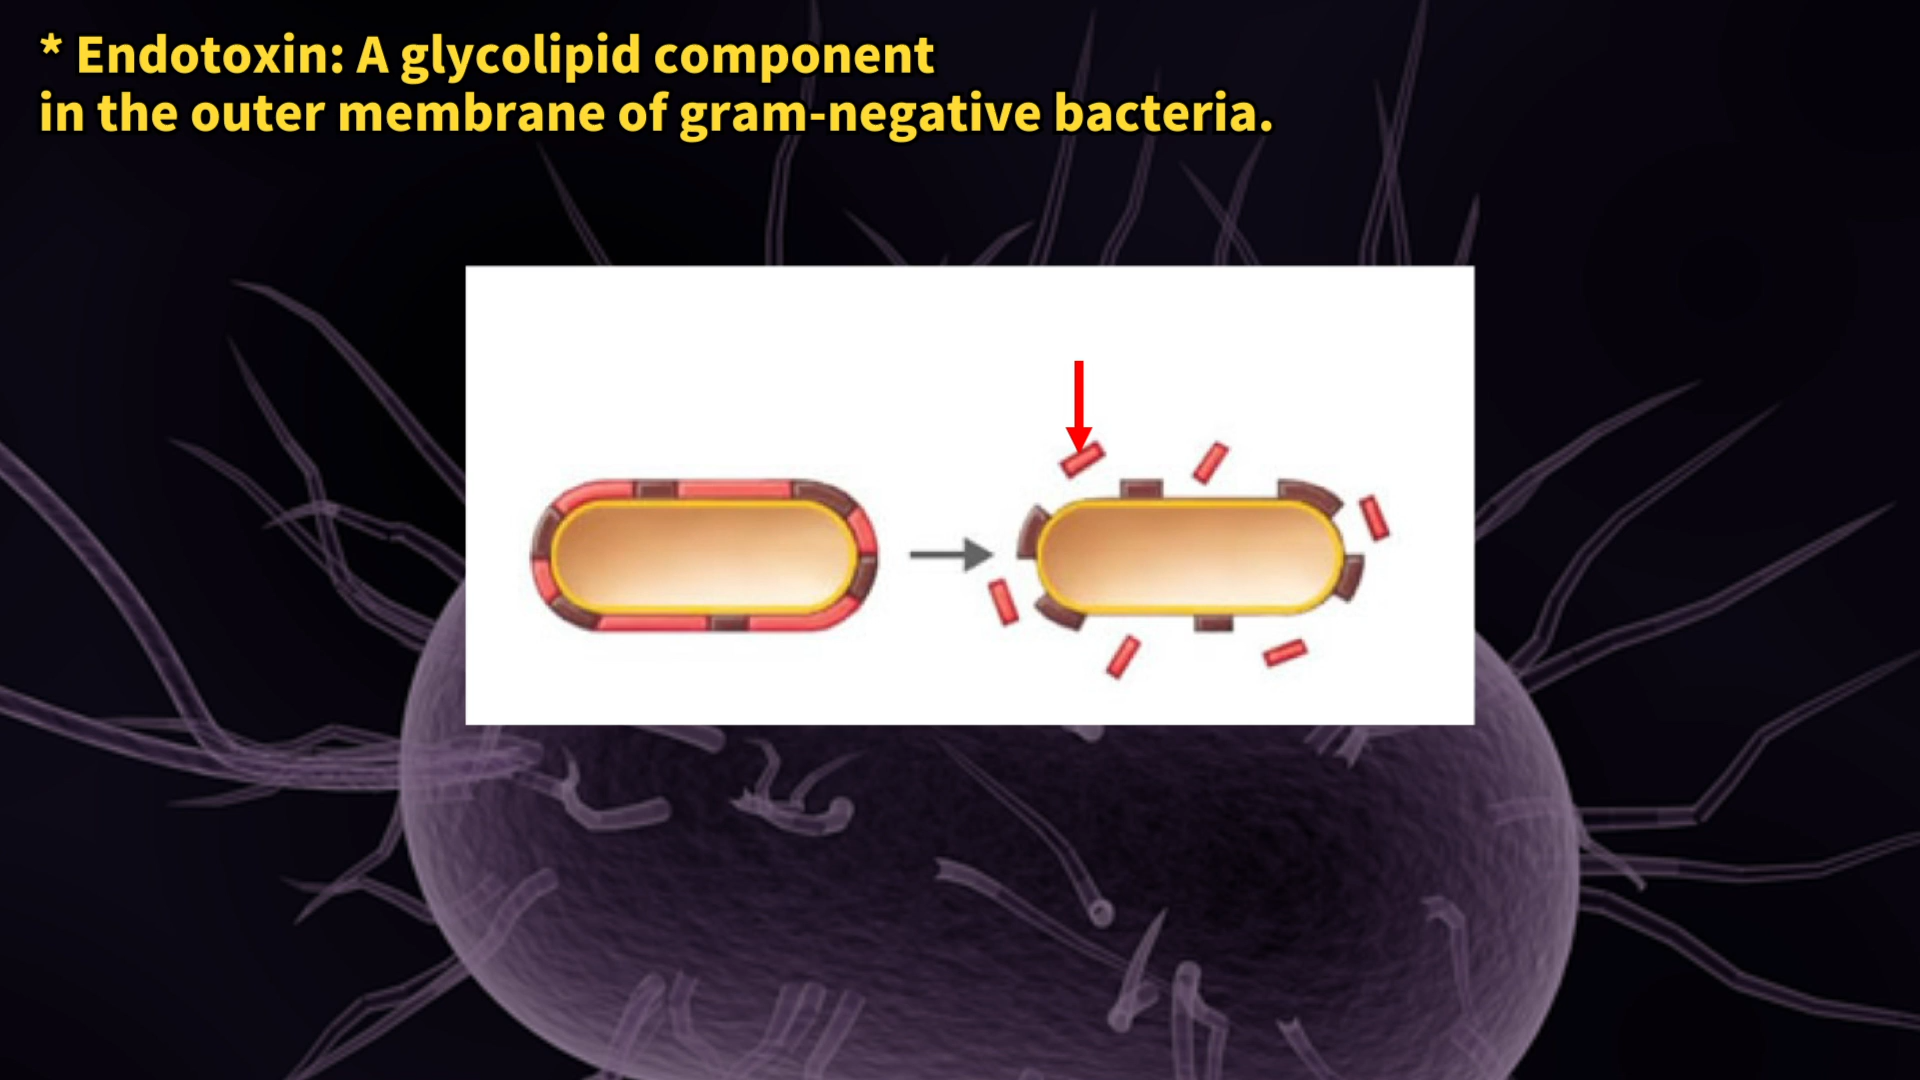 * Endotoxin: A glycolipid component
in the outer membrane of gram-negative bacteria.